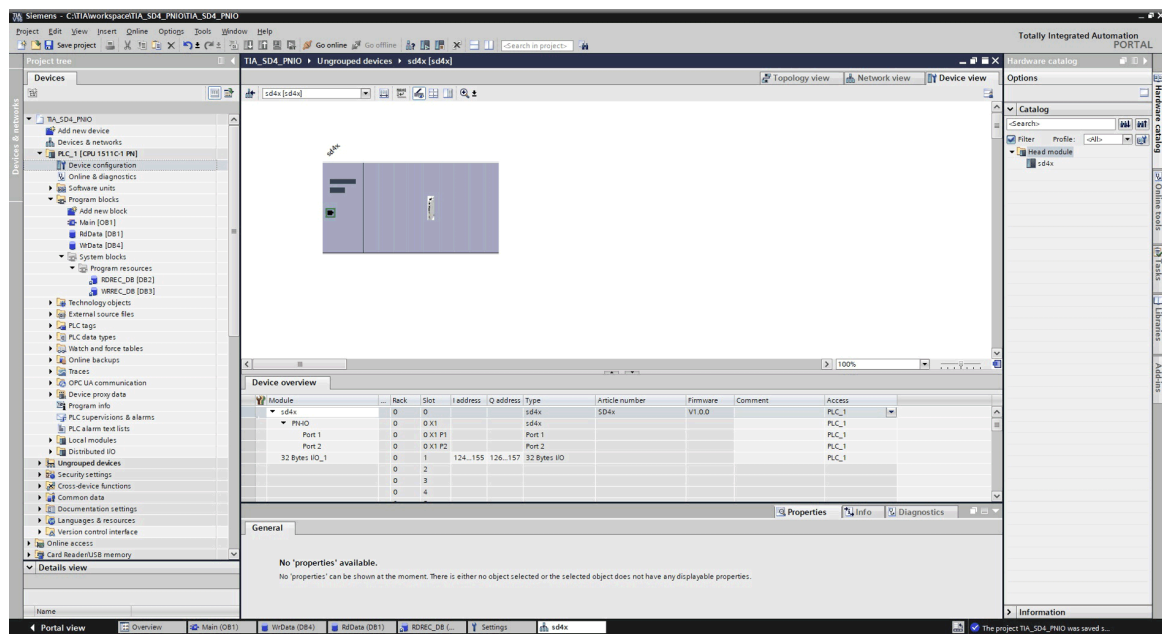 Siemens - C:\TIA\workspace\TIA_SD4_PNIO\TIA_SD4_PNIO
Project Edit View Insert Online Options Tools Window Help
Totally Integrated Automation
PORTAL
Save project Go online Go offline <Search in project>
Project tree
TIA_SD4_PNIO Ungrouped devices sd4x [sd4x]
Hardware catalog
Devices
Topology view Network view Device view
Options
sd4x [sd4x]
Devices & networks
TIA_SD4_PNIO
Add new device
Devices & networks
PLC_1 [CPU 1511C-1 PN]
Device configuration
Online & diagnostics
Software units
Program blocks
Add new block
Main [OB1]
RdData [DB1]
WrData [DB4]
System blocks
Program resources
RDREC_DB [DB2]
WRREC_DB [DB3]
Technology objects
External source files
PLC tags
PLC data types
Watch and force tables
Online backups
Traces
OPC UA communication
Device proxy data
Program info
PLC supervisions & alarms
PLC alarm text lists
Local modules
Distributed I/O
Ungrouped devices
Security settings
Cross-device functions
Common data
Documentation settings
Languages & resources
Version control interface
Online access
Card Reader/USB memory
Details view
Name
sd4x
100%
Device overview
Module ... Rack Slot I address Q address Type Article number Firmware Comment Access
sd4x 0 0 sd4x SD4x V1.0.0 PLC_1
PN-IO 0 0 X1 sd4x PLC_1
Port 1 0 0 X1 P1 Port 1 PLC_1
Port 2 0 0 X1 P2 Port 2 PLC_1
32 Bytes I/O_1 0 1 124...155 126...157 32 Bytes I/O PLC_1
0 2
0 3
0 4
Properties Info Diagnostics
General
No 'properties' available.
No 'properties' can be shown at the moment. There is either no object selected or the selected object does not have any displayable properties.
Catalog
<Search>
Filter Profile: <All>
Head module
sd4x
Information
Hardware catalog
Online tools
Tasks
Libraries
Add-ins
Portal view Overview Main (OB1) WrData (DB4) RdData (DB1) RDREC_DB (... Settings sd4x
The project TIA_SD4_PNIO was saved s...